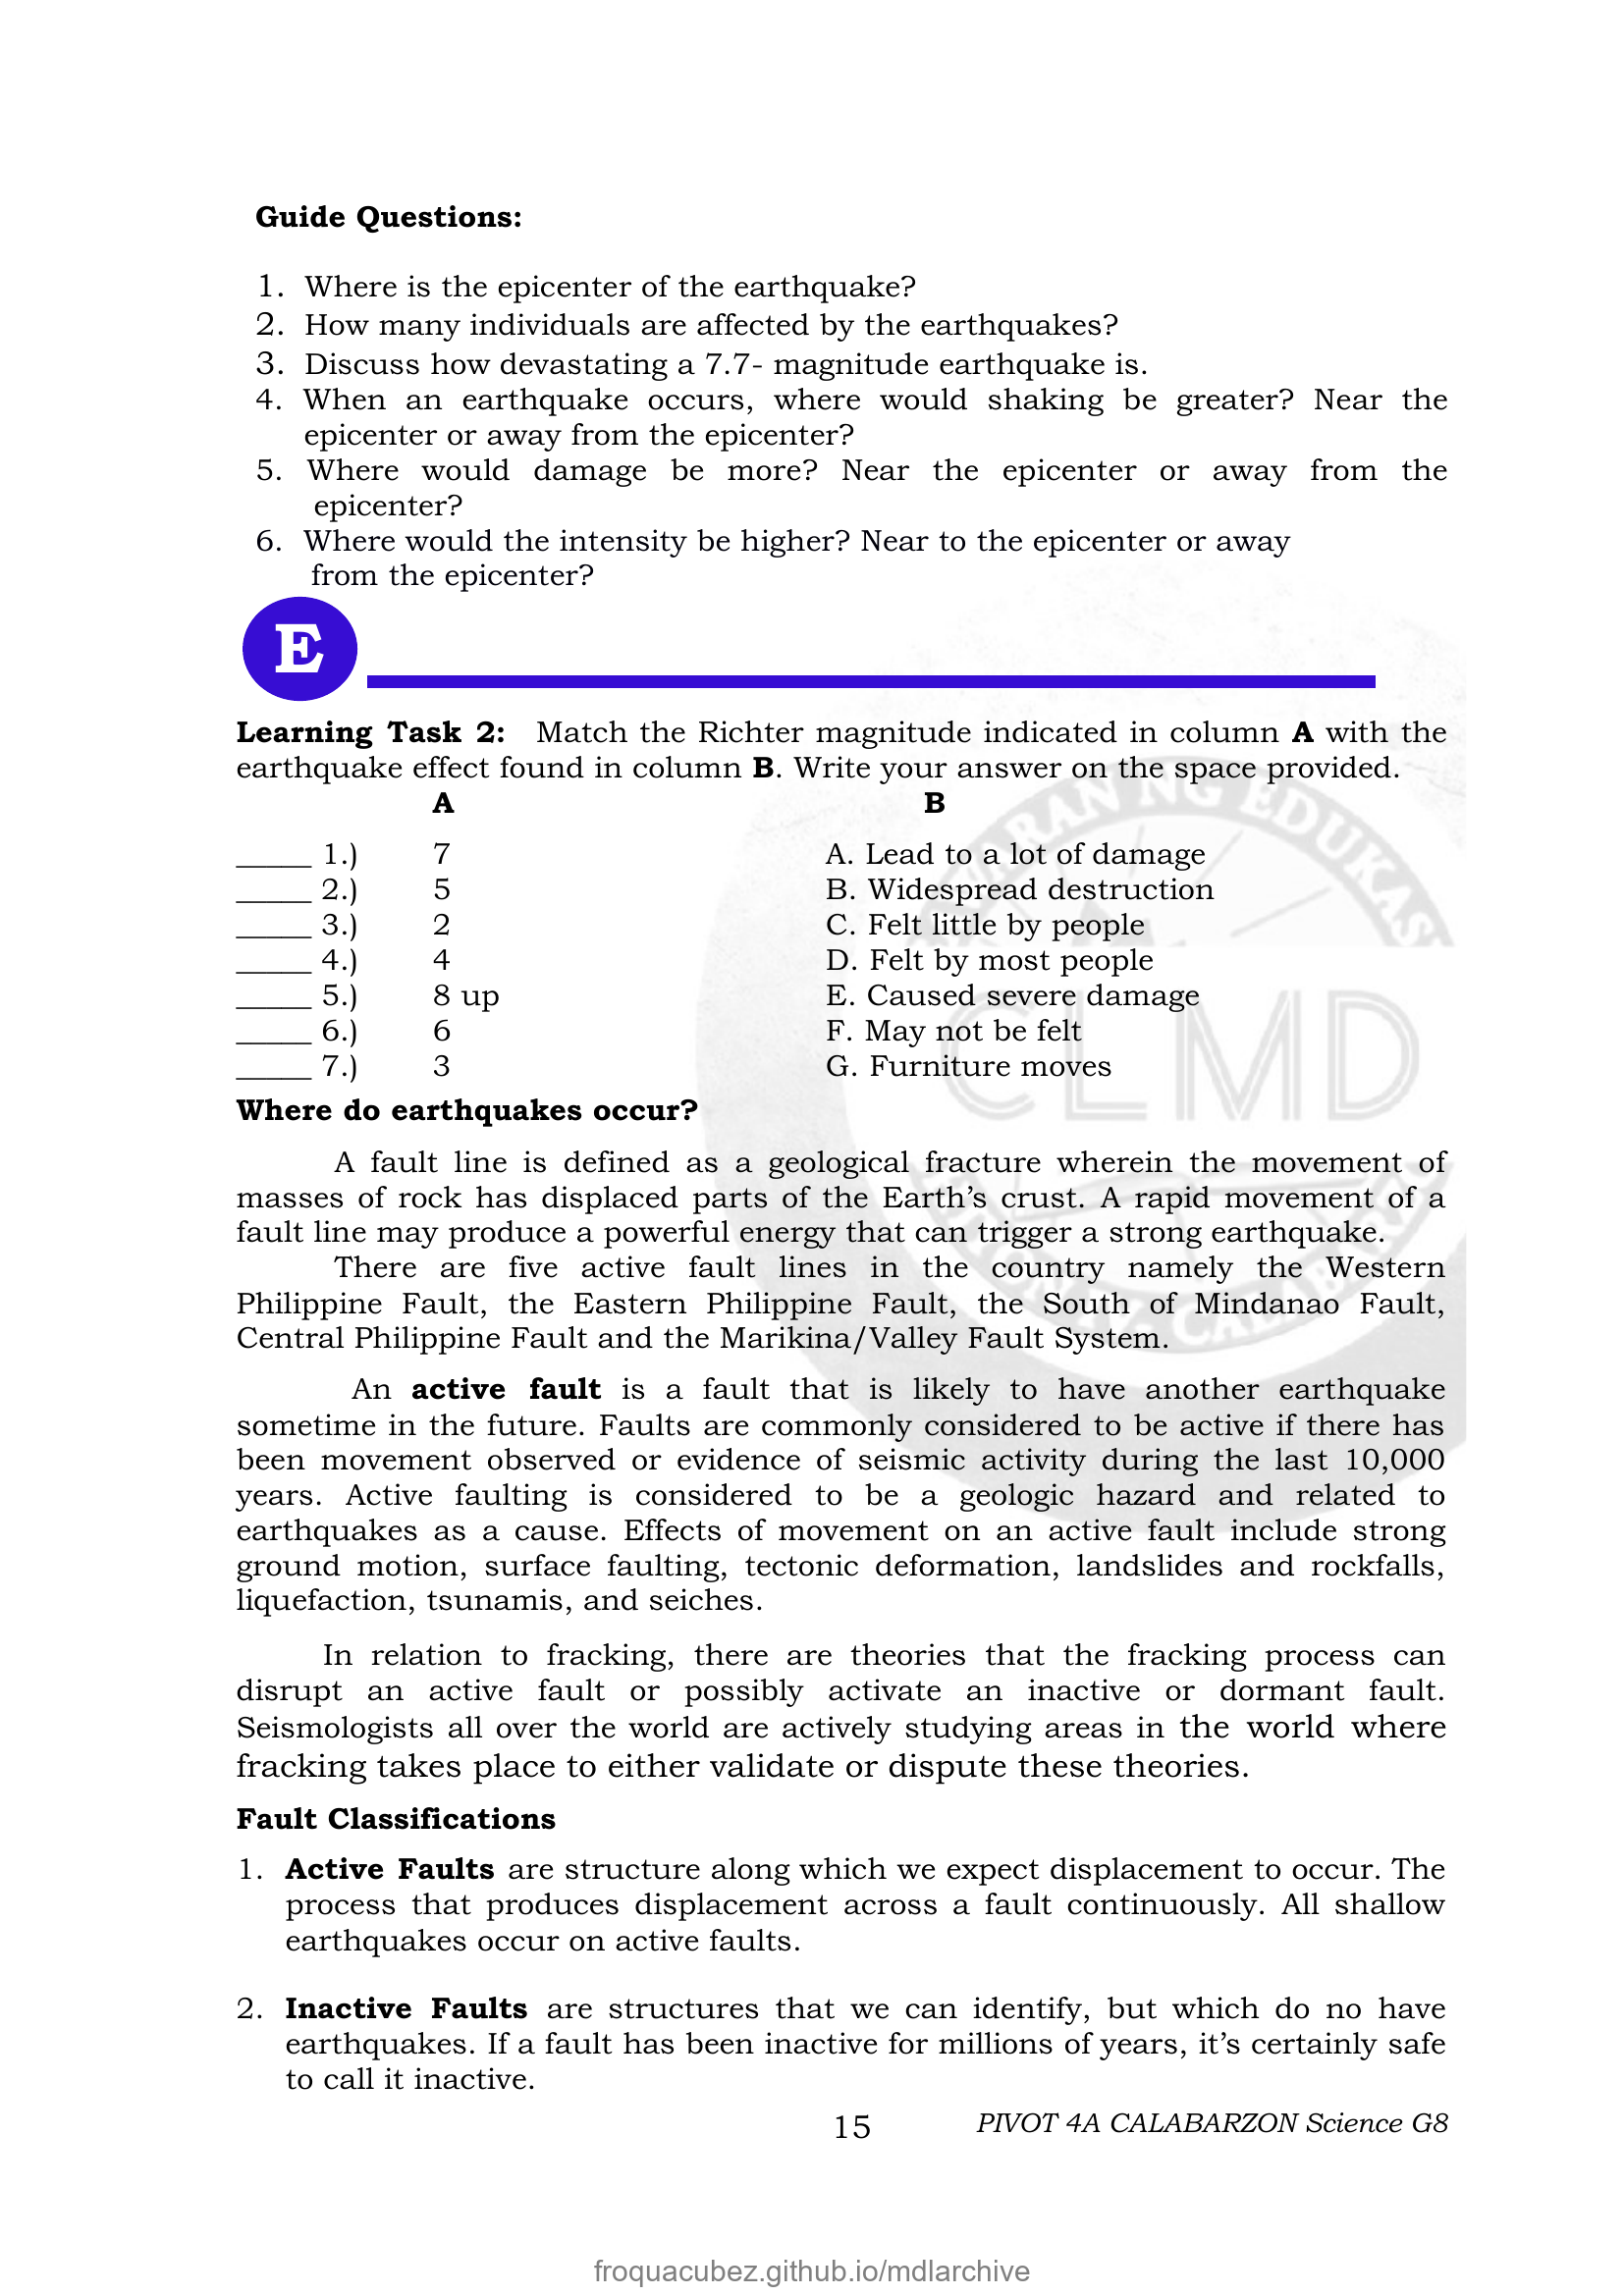 Guide Questions:
1. Where is the epicenter of the earthquake?
2. How many individuals are affected by the earthquakes?
3. Discuss how devastating a 7.7- magnitude earthquake is.
4. When an earthquake occurs, where would shaking be greater? Near the
epicenter or away from the epicenter?
5. Where would damage be more? Near the epicenter or away from the
epicenter?
6. Where would the intensity be higher? Near to the epicenter or away
from the epicenter?
E
Learning Task 2: Match the Richter magnitude indicated in column A with the
earthquake effect found in column B. Write your answer on the space provided.
A B
_____ 1.) 7 A. Lead to a lot of damage
_____ 2.) 5 B. Widespread destruction
_____ 3.) 2 C. Felt little by people
_____ 4.) 4 D. Felt by most people
_____ 5.) 8 up E. Caused severe damage
_____ 6.) 6 F. May not be felt
_____ 7.) 3 G. Furniture moves
CLMD
Where do earthquakes occur?
A fault line is defined as a geological fracture wherein the movement of
masses of rock has displaced parts of the Earth’s crust. A rapid movement of a
fault line may produce a powerful energy that can trigger a strong earthquake.
There are five active fault lines in the country namely the Western
Philippine Fault, the Eastern Philippine Fault, the South of Mindanao Fault,
Central Philippine Fault and the Marikina/Valley Fault System.
An active fault is a fault that is likely to have another earthquake
sometime in the future. Faults are commonly considered to be active if there has
been movement observed or evidence of seismic activity during the last 10,000
years. Active faulting is considered to be a geologic hazard and related to
earthquakes as a cause. Effects of movement on an active fault include strong
ground motion, surface faulting, tectonic deformation, landslides and rockfalls,
liquefaction, tsunamis, and seiches.
In relation to fracking, there are theories that the fracking process can
disrupt an active fault or possibly activate an inactive or dormant fault.
Seismologists all over the world are actively studying areas in the world where
fracking takes place to either validate or dispute these theories.
Fault Classifications
1. Active Faults are structure along which we expect displacement to occur. The
process that produces displacement across a fault continuously. All shallow
earthquakes occur on active faults.
2. Inactive Faults are structures that we can identify, but which do no have
earthquakes. If a fault has been inactive for millions of years, it’s certainly safe
to call it inactive.
15 PIVOT 4A CALABARZON Science G8
froquacubez.github.io/mdlarchive